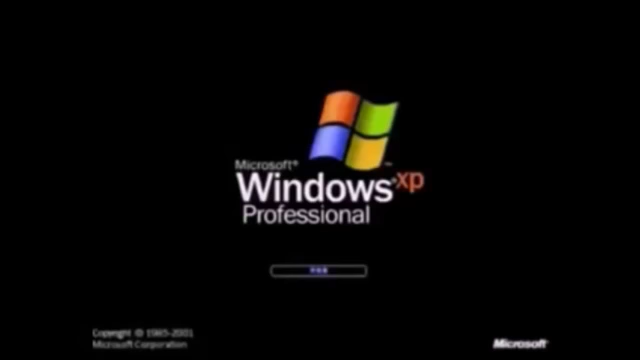 Microsoft®
Windows® xp
Professional
Copyright © 1985-2001
Microsoft Corporation
Microsoft